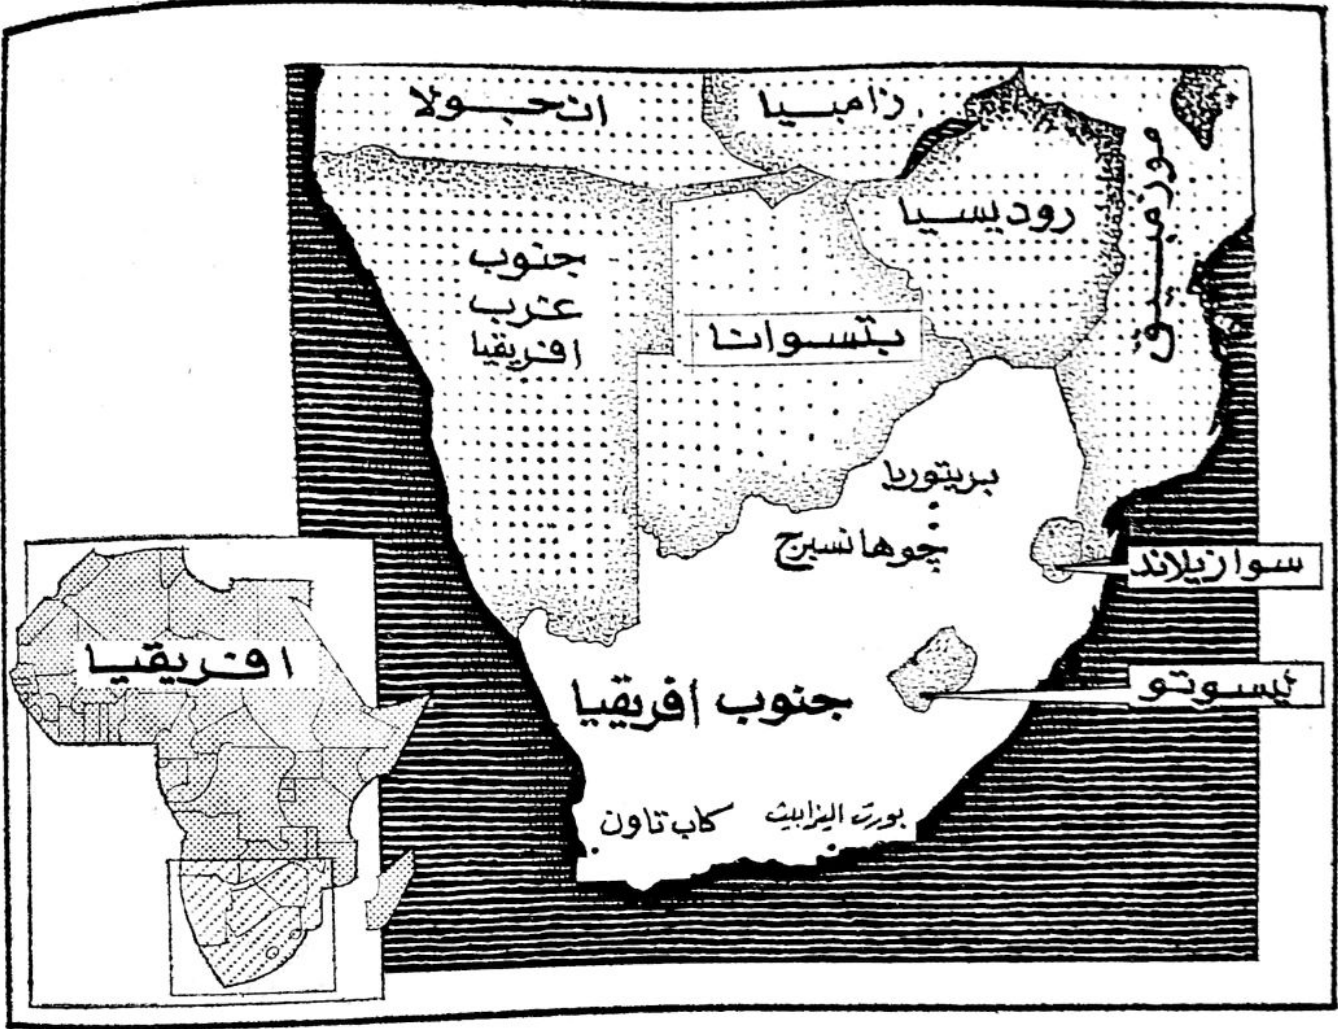 انجولا
زامبيا
موزمبيق
روديسيا
جنوب
غرب
افريقيا
بتسوانا
بريتوريا
جوهانسبرج
سوازيلاند
افريقيا
ليسوتو
جنوب افريقيا
كاب تاون
بورت اليزابيث